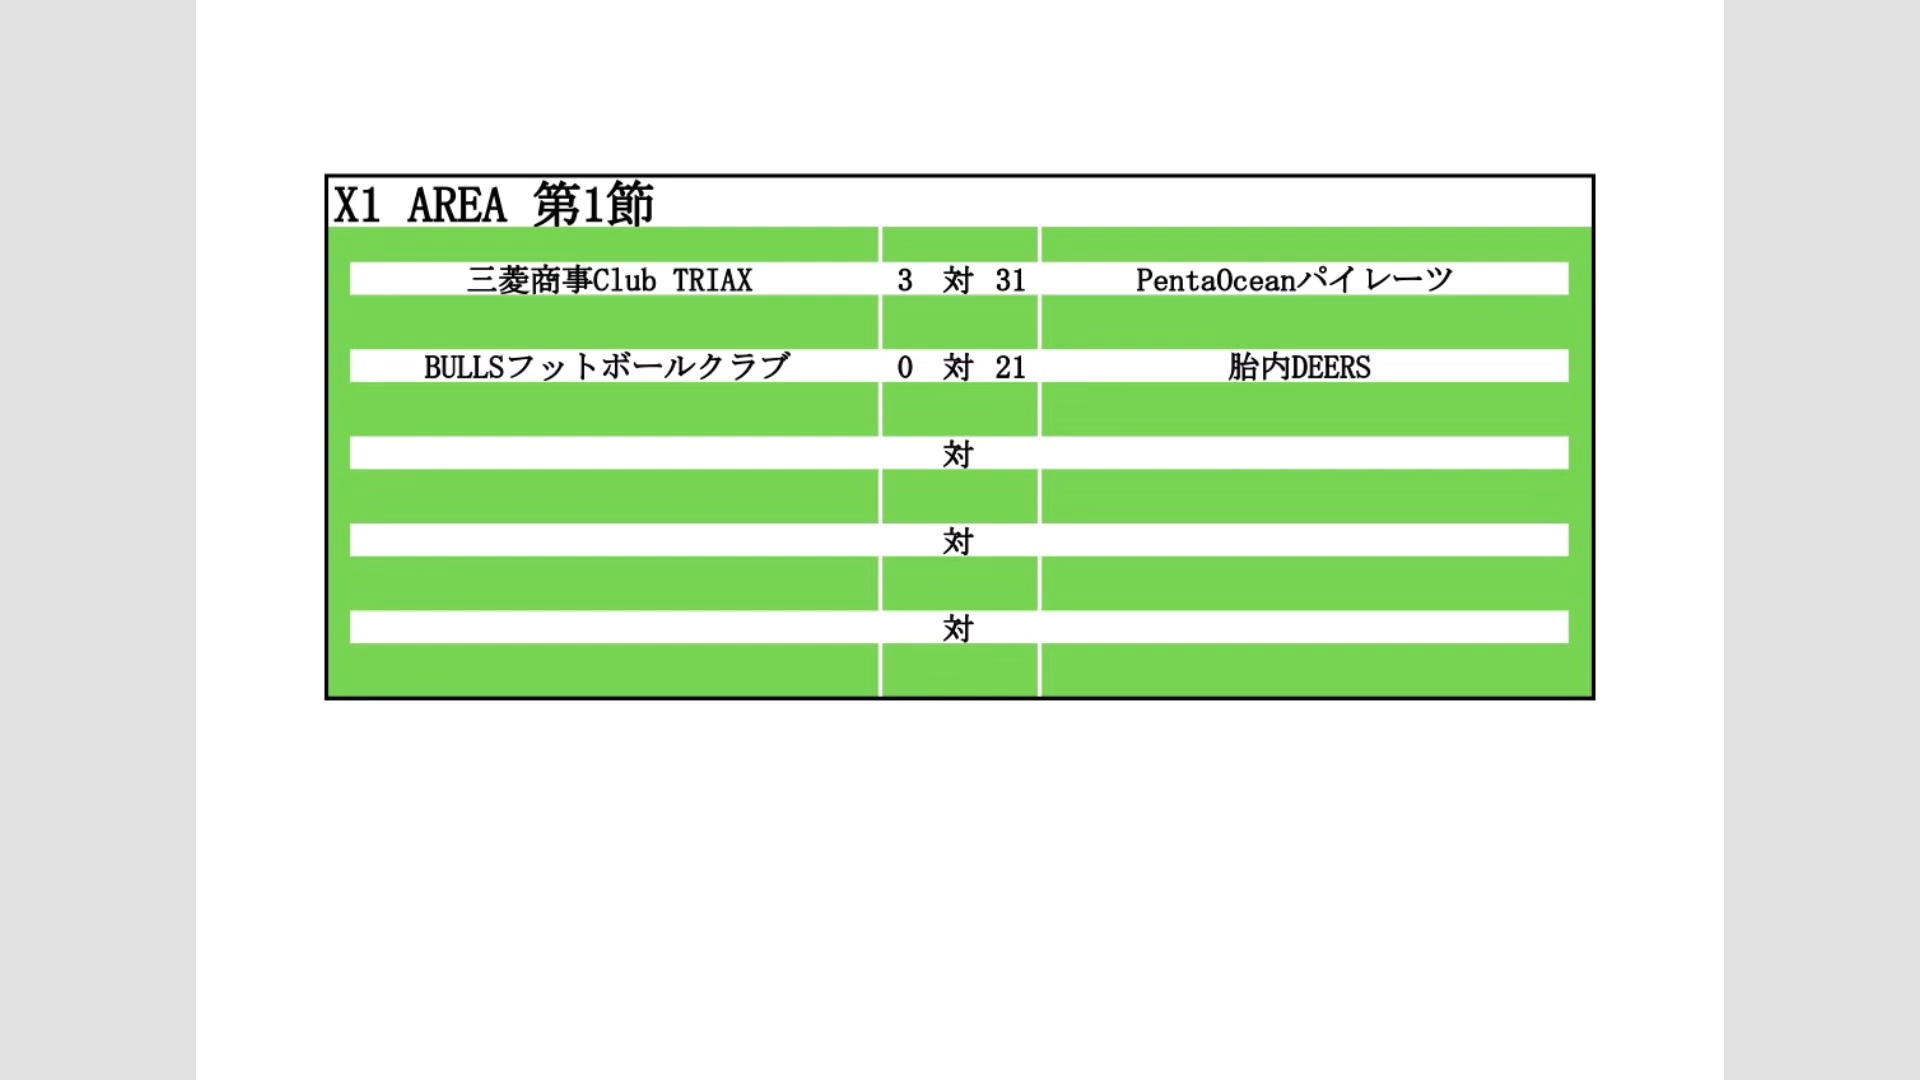 X1 AREA 第1節
三菱商事Club TRIAX 3 対 31 PentaOceanパイレーツ
BULLSフットボールクラブ 0 対 21 胎内DEERS
対
対
対